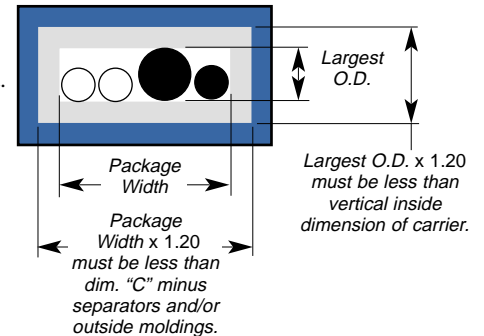 .
Largest
O.D.
Package
Width
Largest O.D. x 1.20
must be less than
vertical inside
dimension of carrier.
Package
Width x 1.20
must be less than
dim. “C” minus
separators and/or
outside moldings.